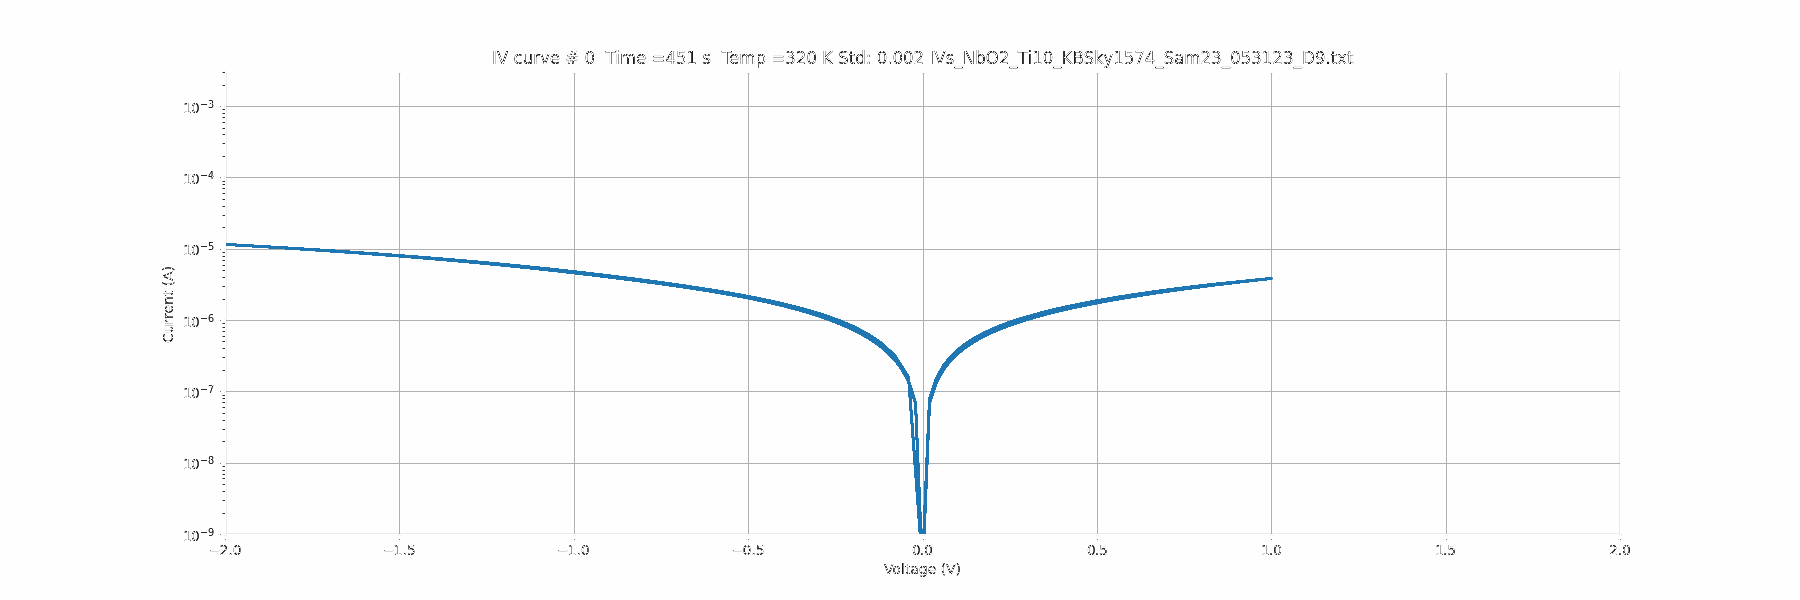 IV curve # 0 Time =451 s Temp =320 K Std: 0.002 IVs_NbO2_Ti10_KBSky1574_Sam23_053123_D9.txt
10⁻³
10⁻⁴
10⁻⁵
10⁻⁶
10⁻⁷
10⁻⁸
10⁻⁹
Current (A)
−2.0 −1.5 −1.0 −0.5 0.0 0.5 1.0 1.5 2.0
Voltage (V)